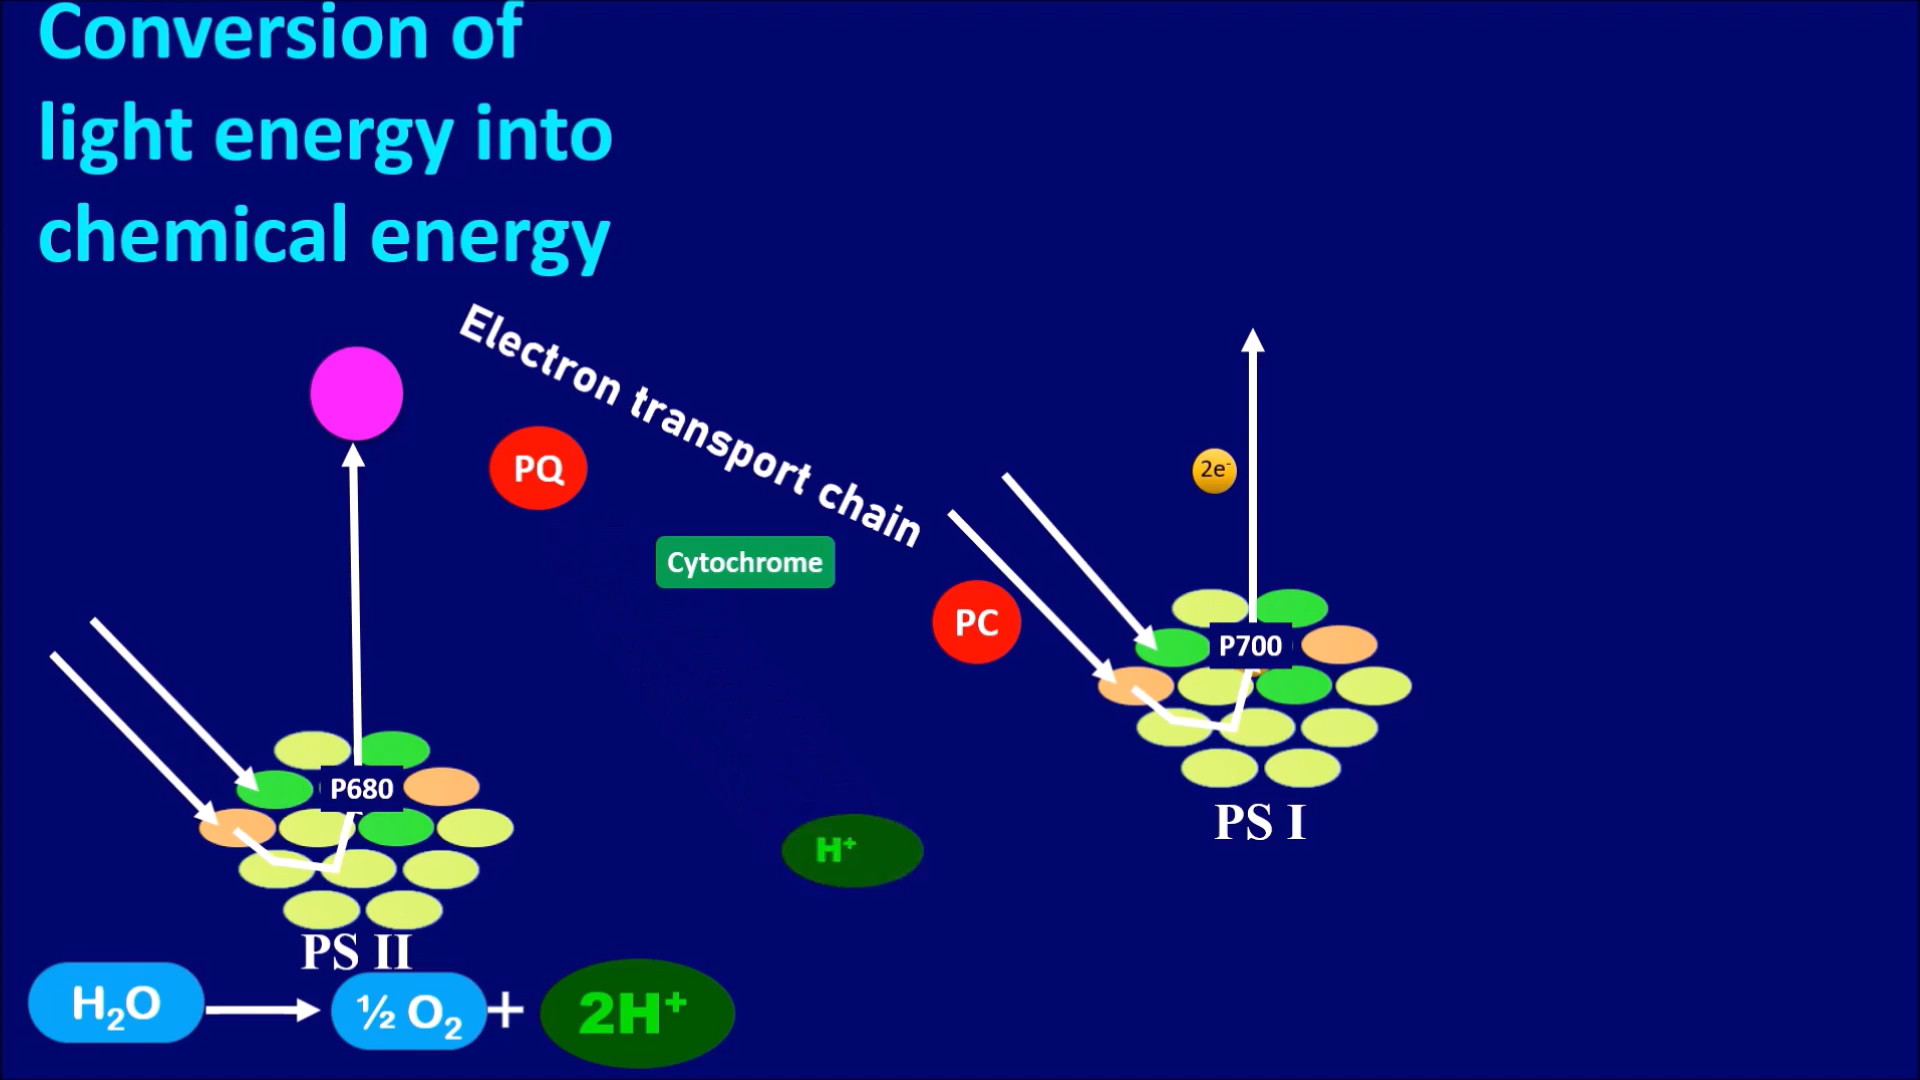 Conversion of
light energy into
chemical energy
Electron transport chain
PQ
2e⁻
Cytochrome
PC
P700
P680
PS I
H⁺
PS II
H₂O
½ O₂
+
2H⁺